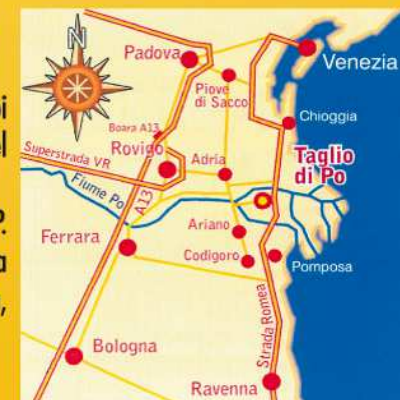 N
Padova
Venezia
Piove
di Sacco
Chioggia
Boara A13
Rovigo
Superstrada VR
Adria
Taglio
di Po
Fiume Po
A13
Ariano
Ferrara
Codigoro
Pomposa
Strada Romea
Bologna
Ravenna